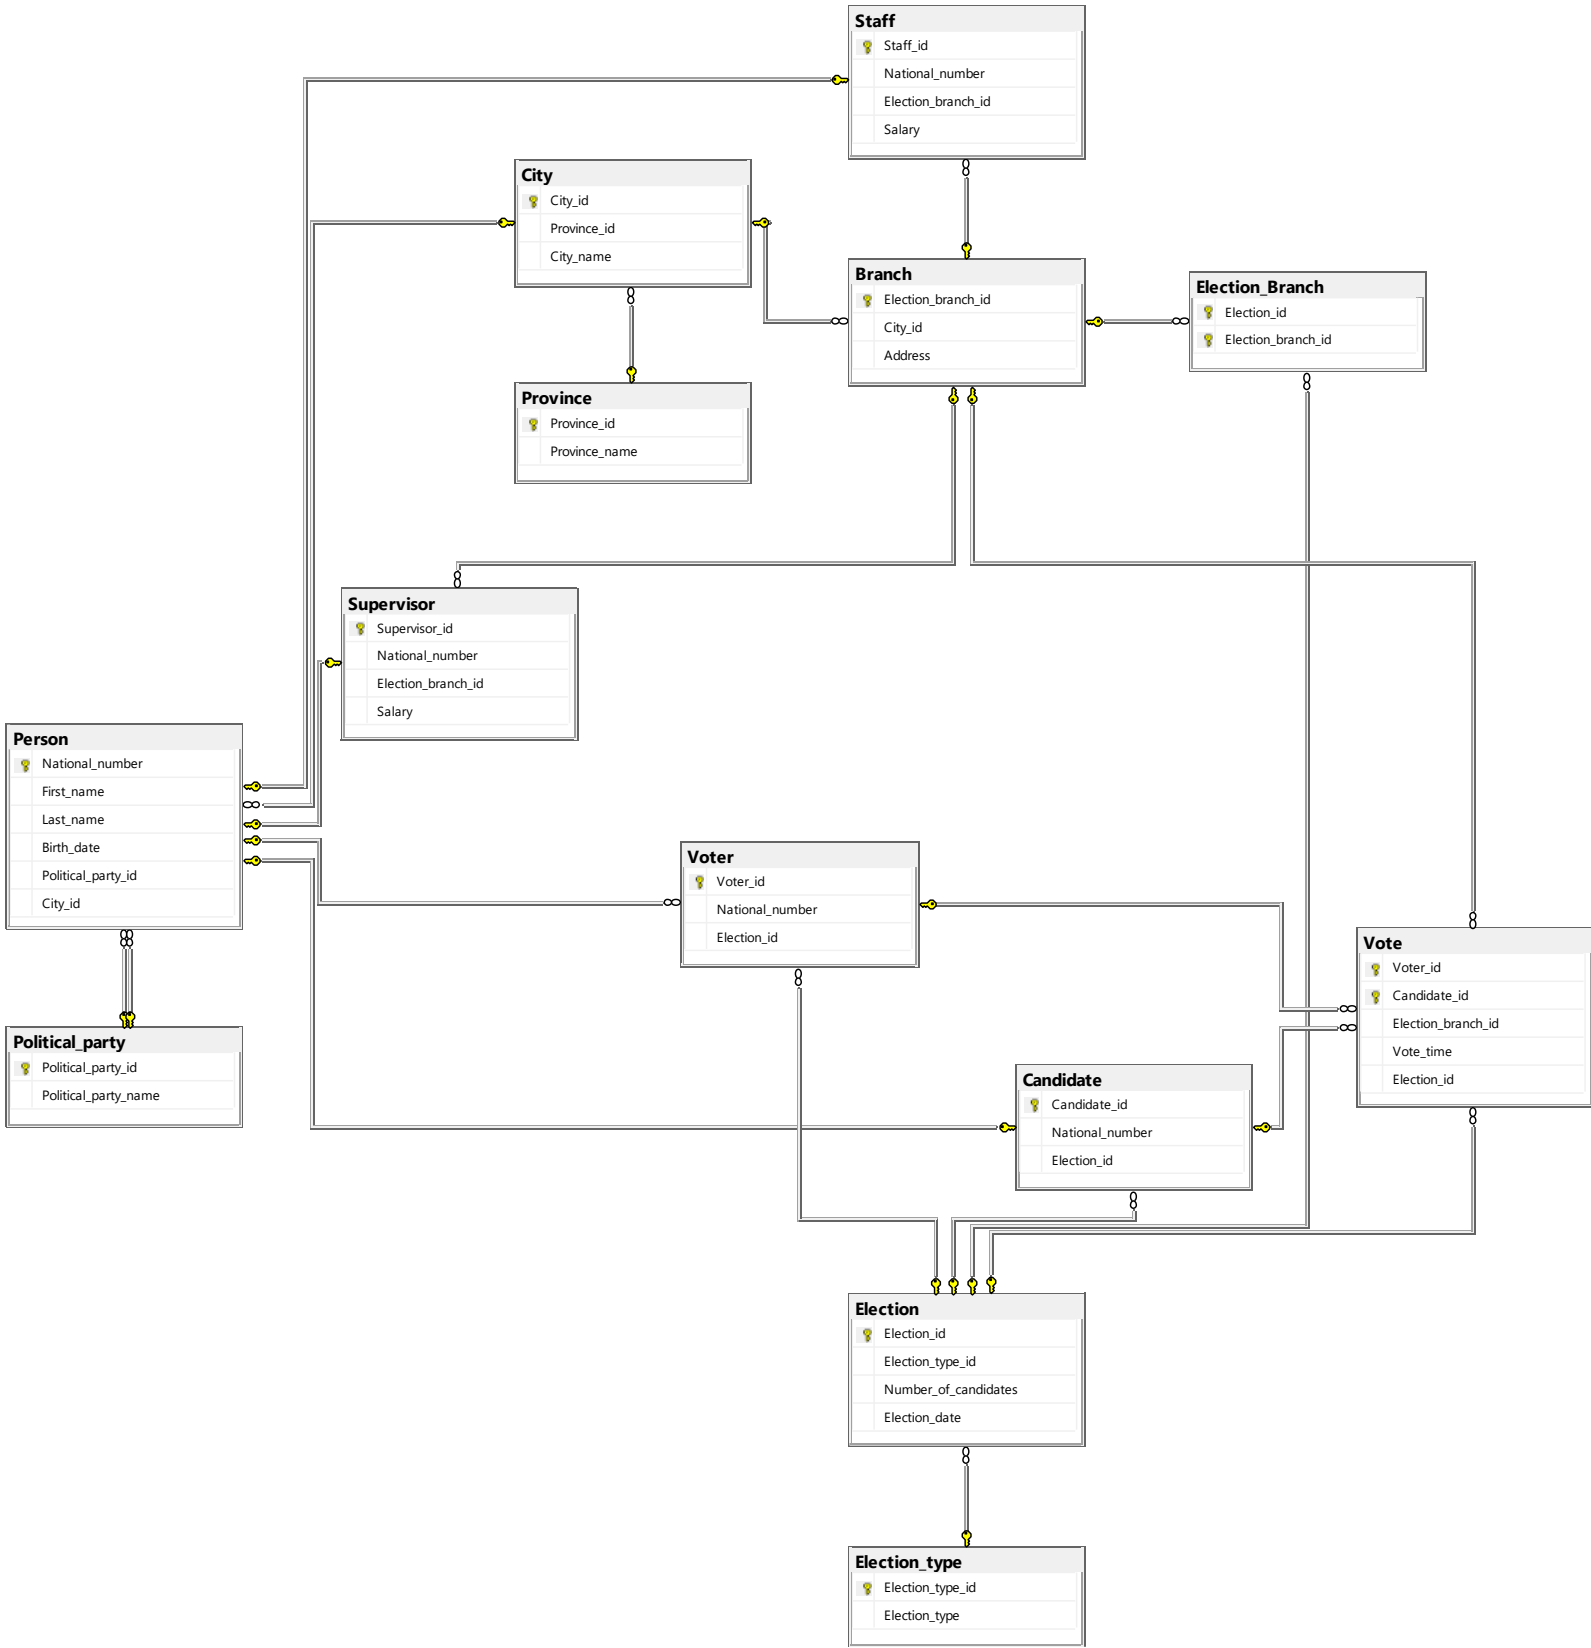 Staff
Staff_id
National_number
Election_branch_id
Salary
City
City_id
Province_id
City_name
Branch
Election_branch_id
City_id
Address
Election_Branch
Election_id
Election_branch_id
Province
Province_id
Province_name
Supervisor
Supervisor_id
National_number
Election_branch_id
Salary
Person
National_number
First_name
Last_name
Birth_date
Political_party_id
City_id
Voter
Voter_id
National_number
Election_id
Vote
Voter_id
Candidate_id
Election_branch_id
Vote_time
Election_id
Political_party
Political_party_id
Political_party_name
Candidate
Candidate_id
National_number
Election_id
Election
Election_id
Election_type_id
Number_of_candidates
Election_date
Election_type
Election_type_id
Election_type